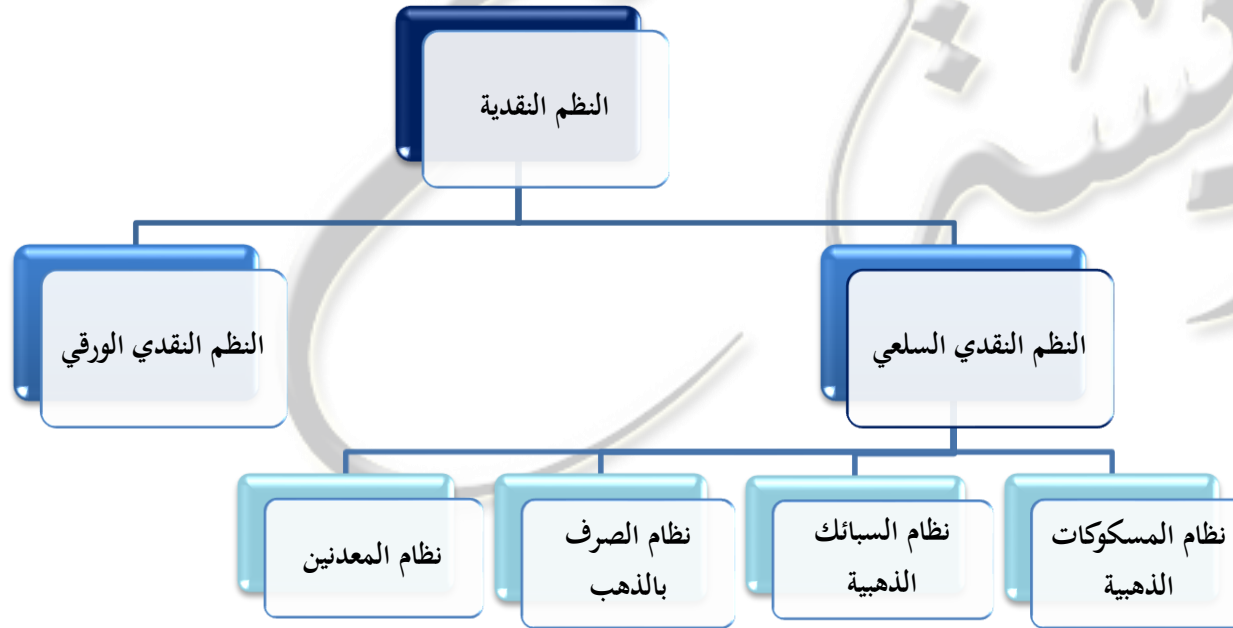 النظم النقدية
النظم النقدي السلعي
النظم النقدي الورقي
نظام المسكوكات
الذهبية
نظام السبائك
الذهبية
نظام الصرف
بالذهب
نظام المعدنين